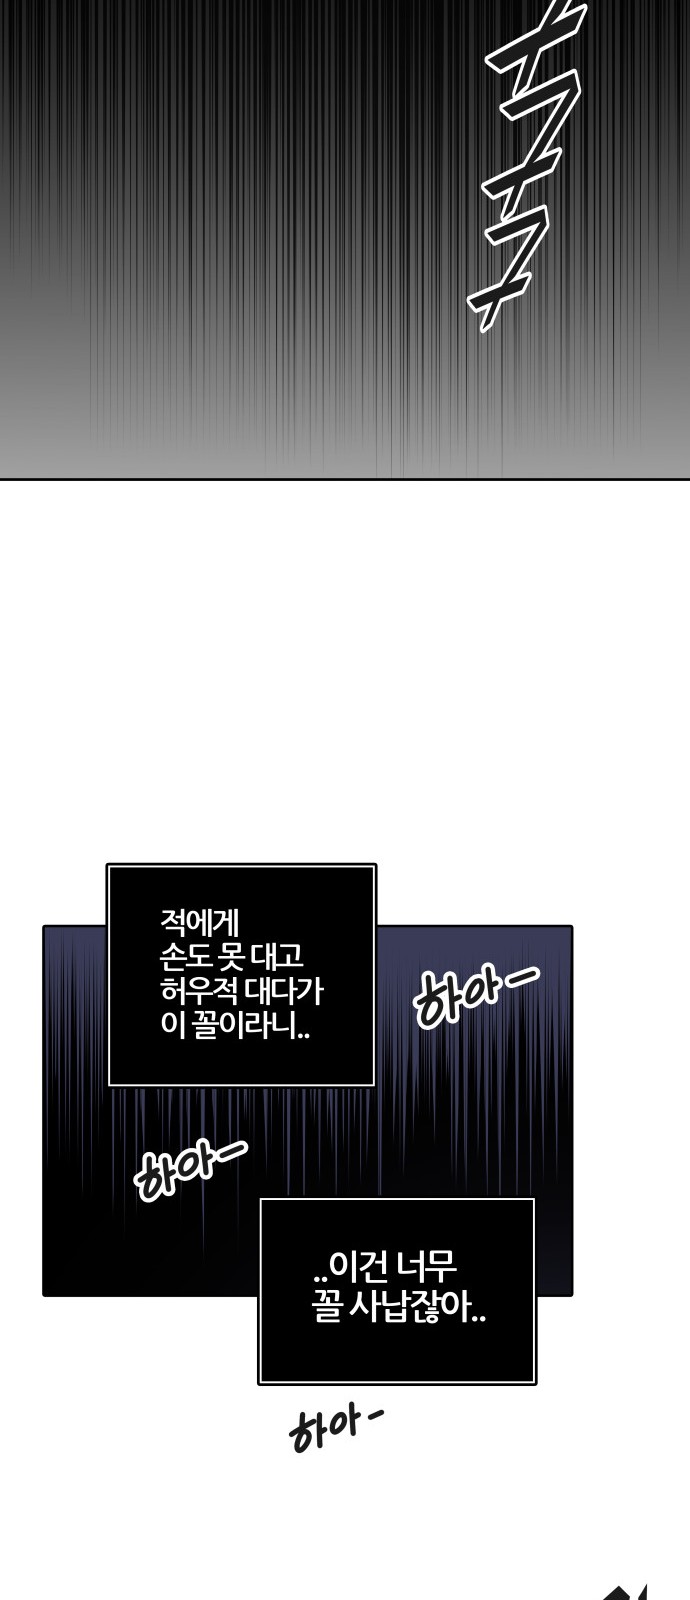 적에게
손도 못 대고
허우적 대다가
이 꼴이라니..
하아-
하아-
..이건 너무
꼴 사납잖아..
하아-